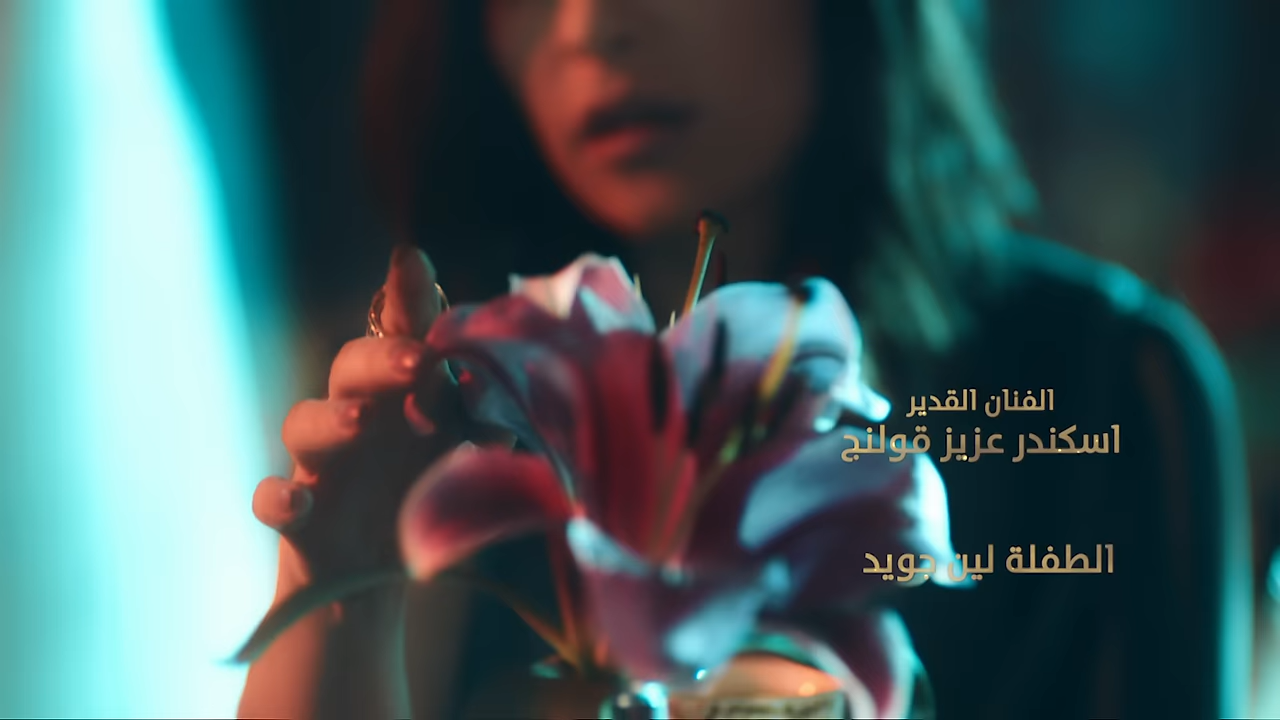 الفنان القدير
اسكندر عزيز قولنج
الطفلة لين جويد